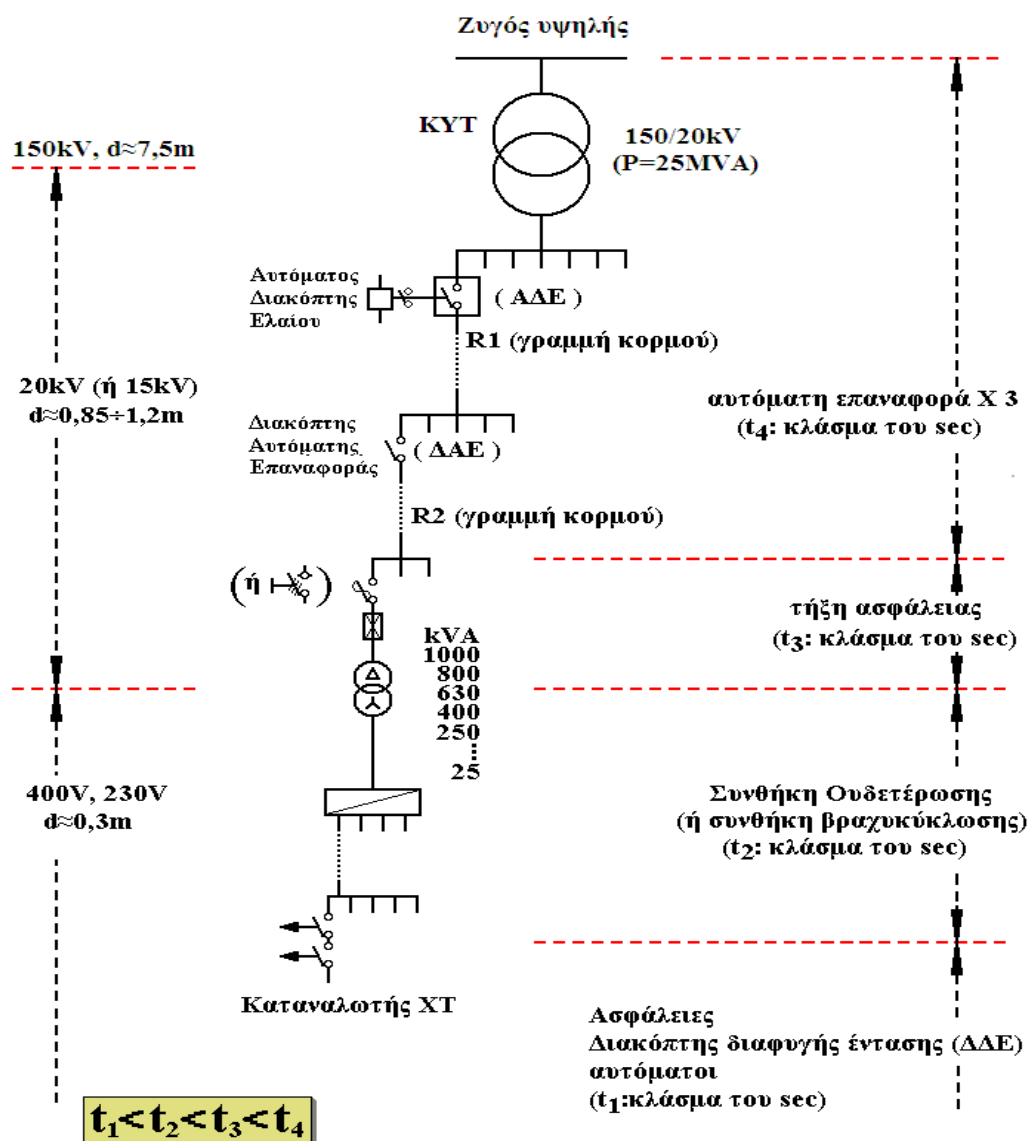 Ζυγός υψηλής
ΚΥΤ
150/20kV
(P=25MVA)
150kV, d≈7,5m
Αυτόματος
Διακόπτης
Ελαίου
( ΑΔΕ )
R1 (γραμμή κορμού)
20kV (ή 15kV)
d≈0,85÷1,2m
αυτόματη επαναφορά Χ 3
(t4: κλάσμα του sec)
Διακόπτης
Αυτόματης
Επαναφοράς
( ΔΑΕ )
R2 (γραμμή κορμού)
(ή )
τήξη ασφάλειας
(t3: κλάσμα του sec)
kVA
1000
800
630
400
250
25
Δ
400V, 230V
d≈0,3m
Συνθήκη Ουδετέρωσης
(ή συνθήκη βραχυκύκλωσης)
(t2: κλάσμα του sec)
Καταναλωτής ΧΤ
Ασφάλειες
Διακόπτης διαφυγής έντασης (ΔΔΕ)
αυτόματοι
(t1:κλάσμα του sec)
t1<t2<t3<t4